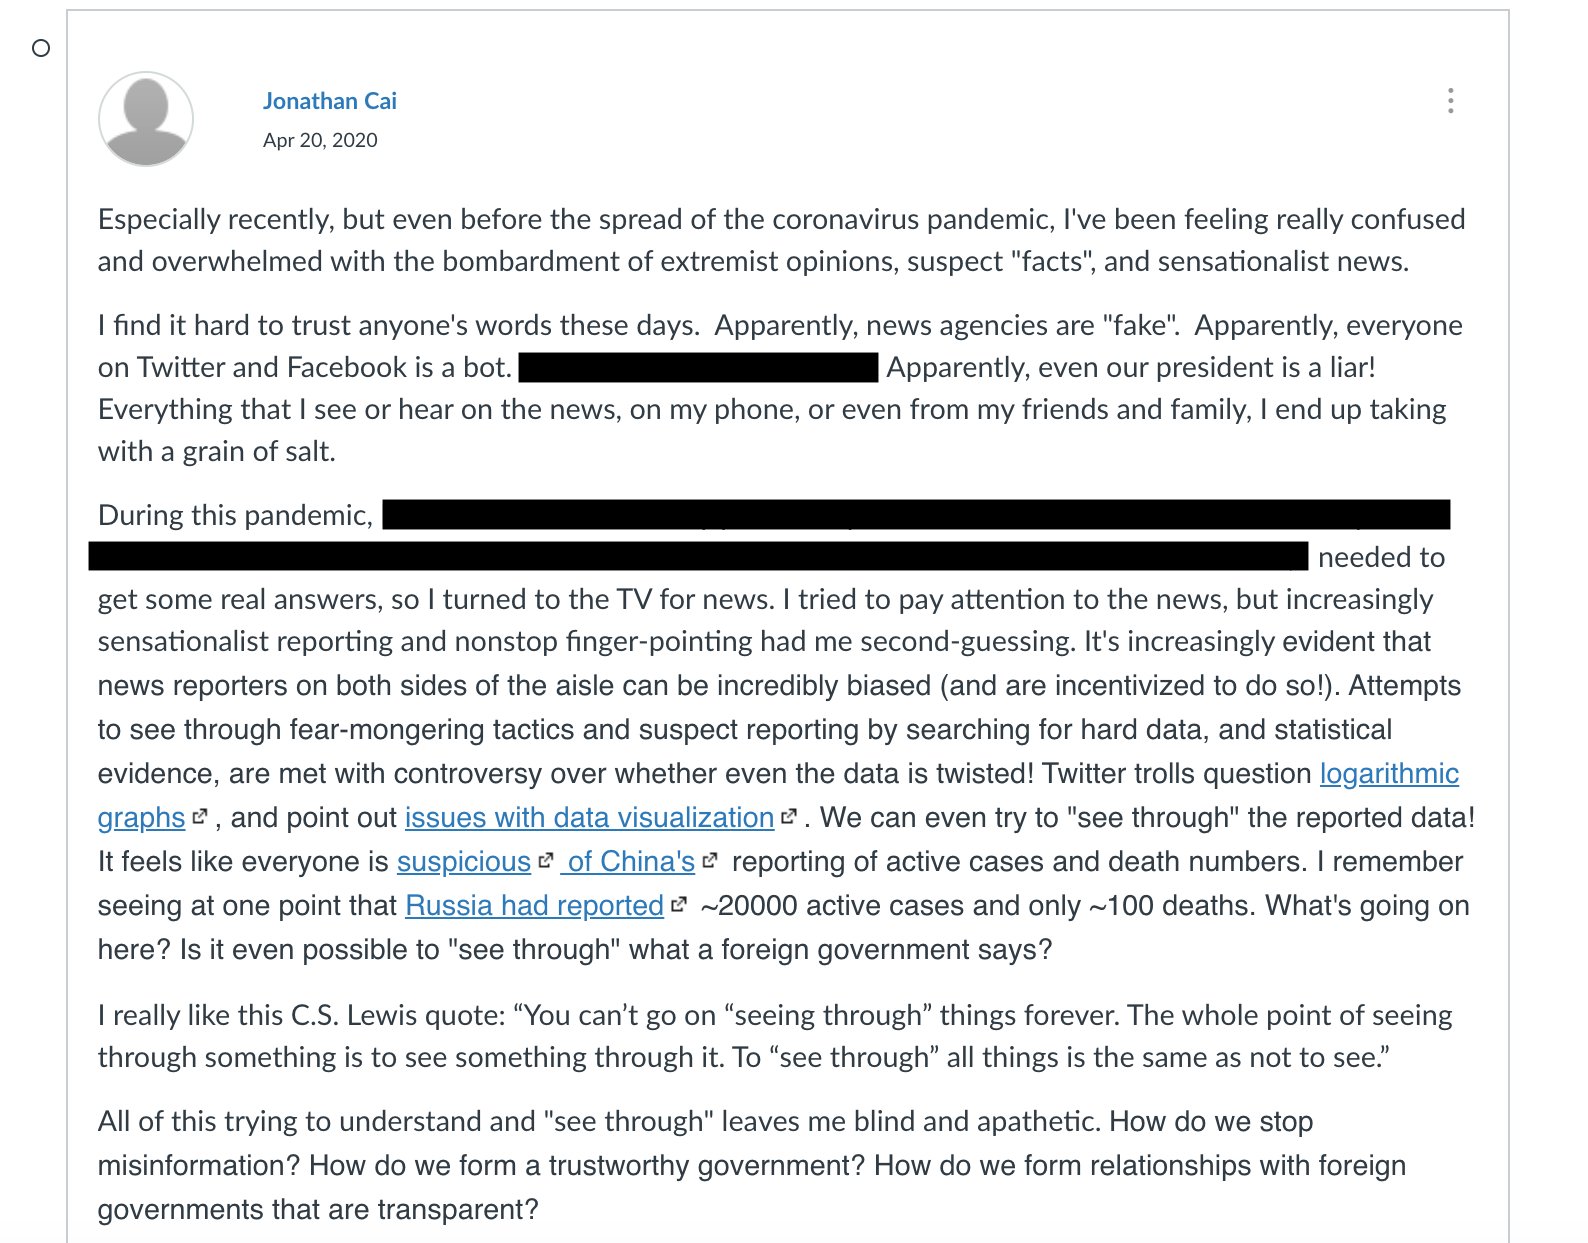 Jonathan Cai
Apr 20, 2020
Especially recently, but even before the spread of the coronavirus pandemic, I've been feeling really confused
and overwhelmed with the bombardment of extremist opinions, suspect "facts", and sensationalist news.
I find it hard to trust anyone's words these days.  Apparently, news agencies are "fake".  Apparently, everyone
on Twitter and Facebook is a bot. Apparently, even our president is a liar!
Everything that I see or hear on the news, on my phone, or even from my friends and family, I end up taking
with a grain of salt.
During this pandemic,
needed to
get some real answers, so I turned to the TV for news. I tried to pay attention to the news, but increasingly
sensationalist reporting and nonstop finger-pointing had me second-guessing. It's increasingly evident that
news reporters on both sides of the aisle can be incredibly biased (and are incentivized to do so!). Attempts
to see through fear-mongering tactics and suspect reporting by searching for hard data, and statistical
evidence, are met with controversy over whether even the data is twisted! Twitter trolls question logarithmic
graphs , and point out issues with data visualization . We can even try to "see through" the reported data!
It feels like everyone is suspicious of China's reporting of active cases and death numbers. I remember
seeing at one point that Russia had reported ~20000 active cases and only ~100 deaths. What's going on
here? Is it even possible to "see through" what a foreign government says?
I really like this C.S. Lewis quote: “You can’t go on “seeing through” things forever. The whole point of seeing
through something is to see something through it. To “see through” all things is the same as not to see.”
All of this trying to understand and "see through" leaves me blind and apathetic. How do we stop
misinformation? How do we form a trustworthy government? How do we form relationships with foreign
governments that are transparent?